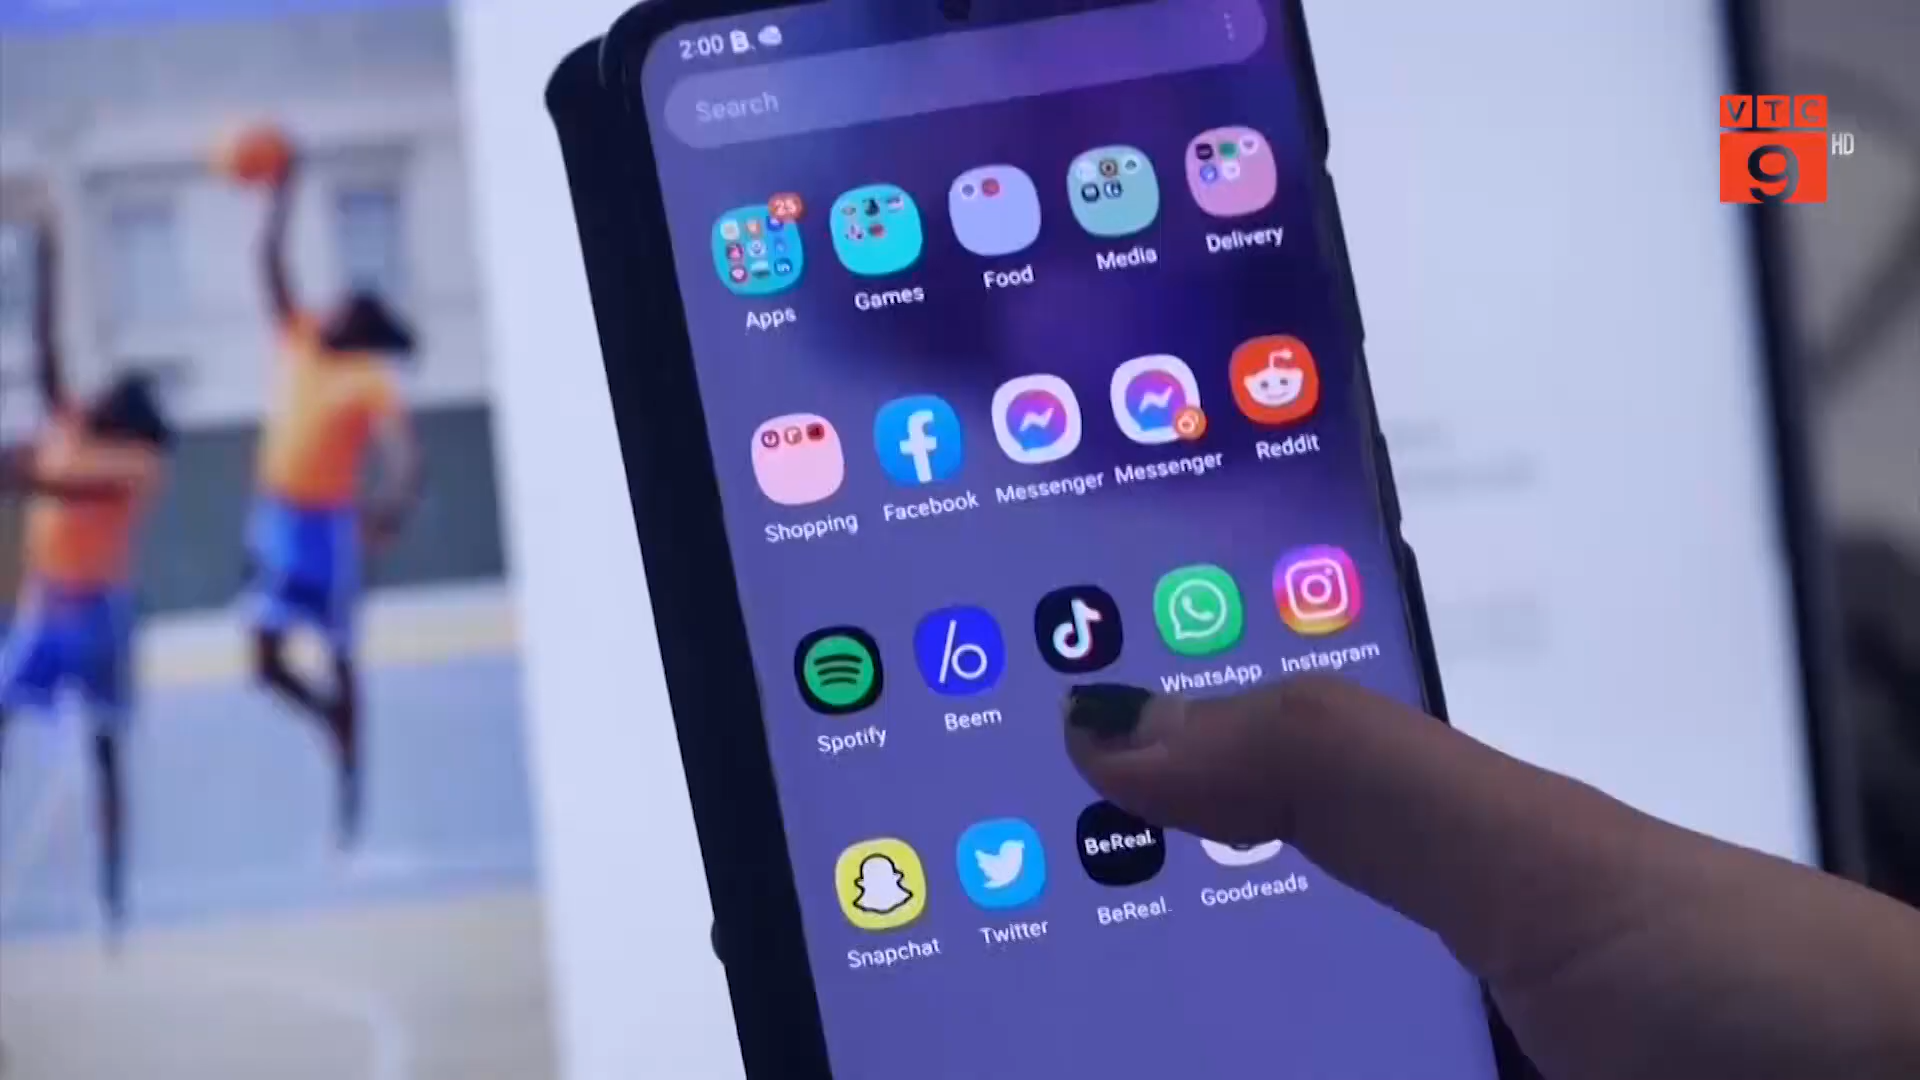 2:00
Search
VTC
9
HD
25
Apps
Games
Food
Media
Delivery
Shopping
Facebook
Messenger
Messenger
Reddit
Spotify
Beem
WhatsApp
Instagram
Snapchat
Twitter
BeReal.
BeReal.
Goodreads